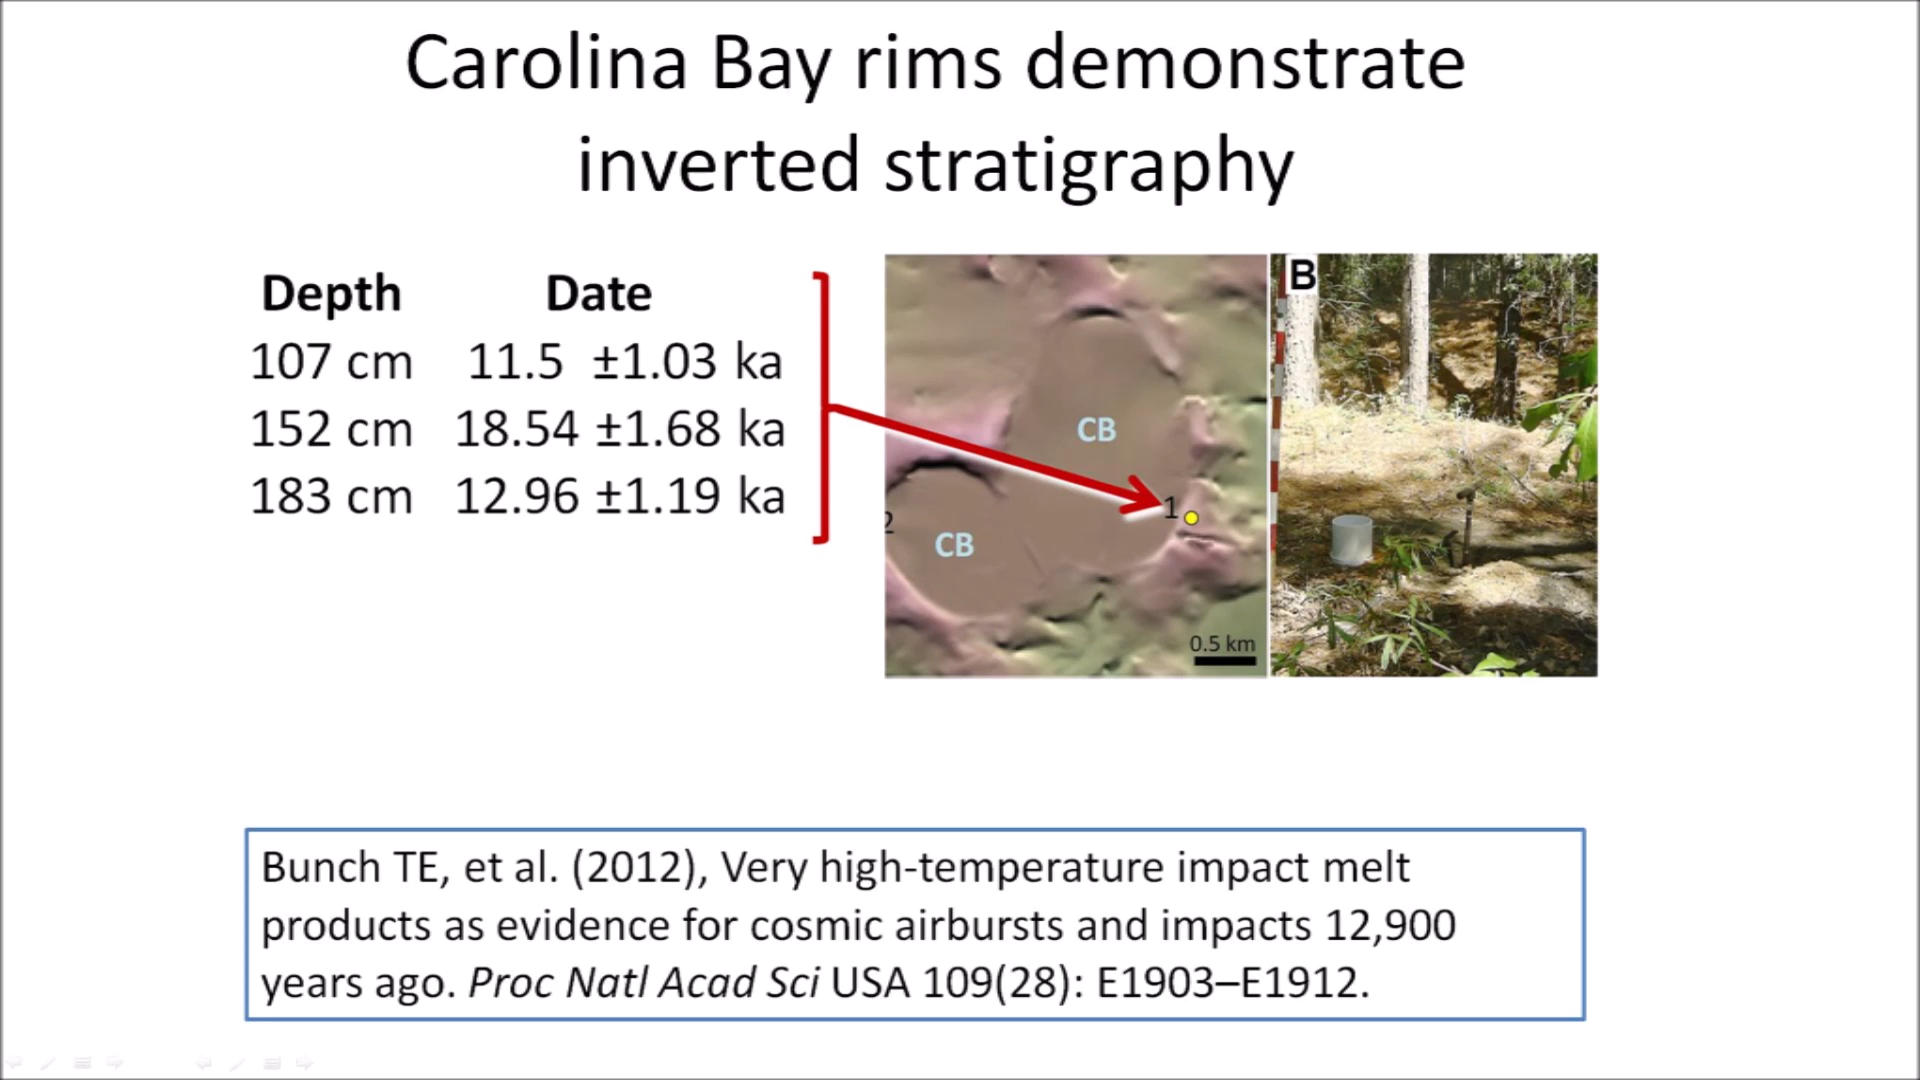 Carolina Bay rims demonstrate
inverted stratigraphy
Depth Date
107 cm 11.5 ±1.03 ka
152 cm 18.54 ±1.68 ka
183 cm 12.96 ±1.19 ka
B
CB
1
2
CB
0.5 km
Bunch TE, et al. (2012), Very high-temperature impact melt
products as evidence for cosmic airbursts and impacts 12,900
years ago. Proc Natl Acad Sci USA 109(28): E1903–E1912.